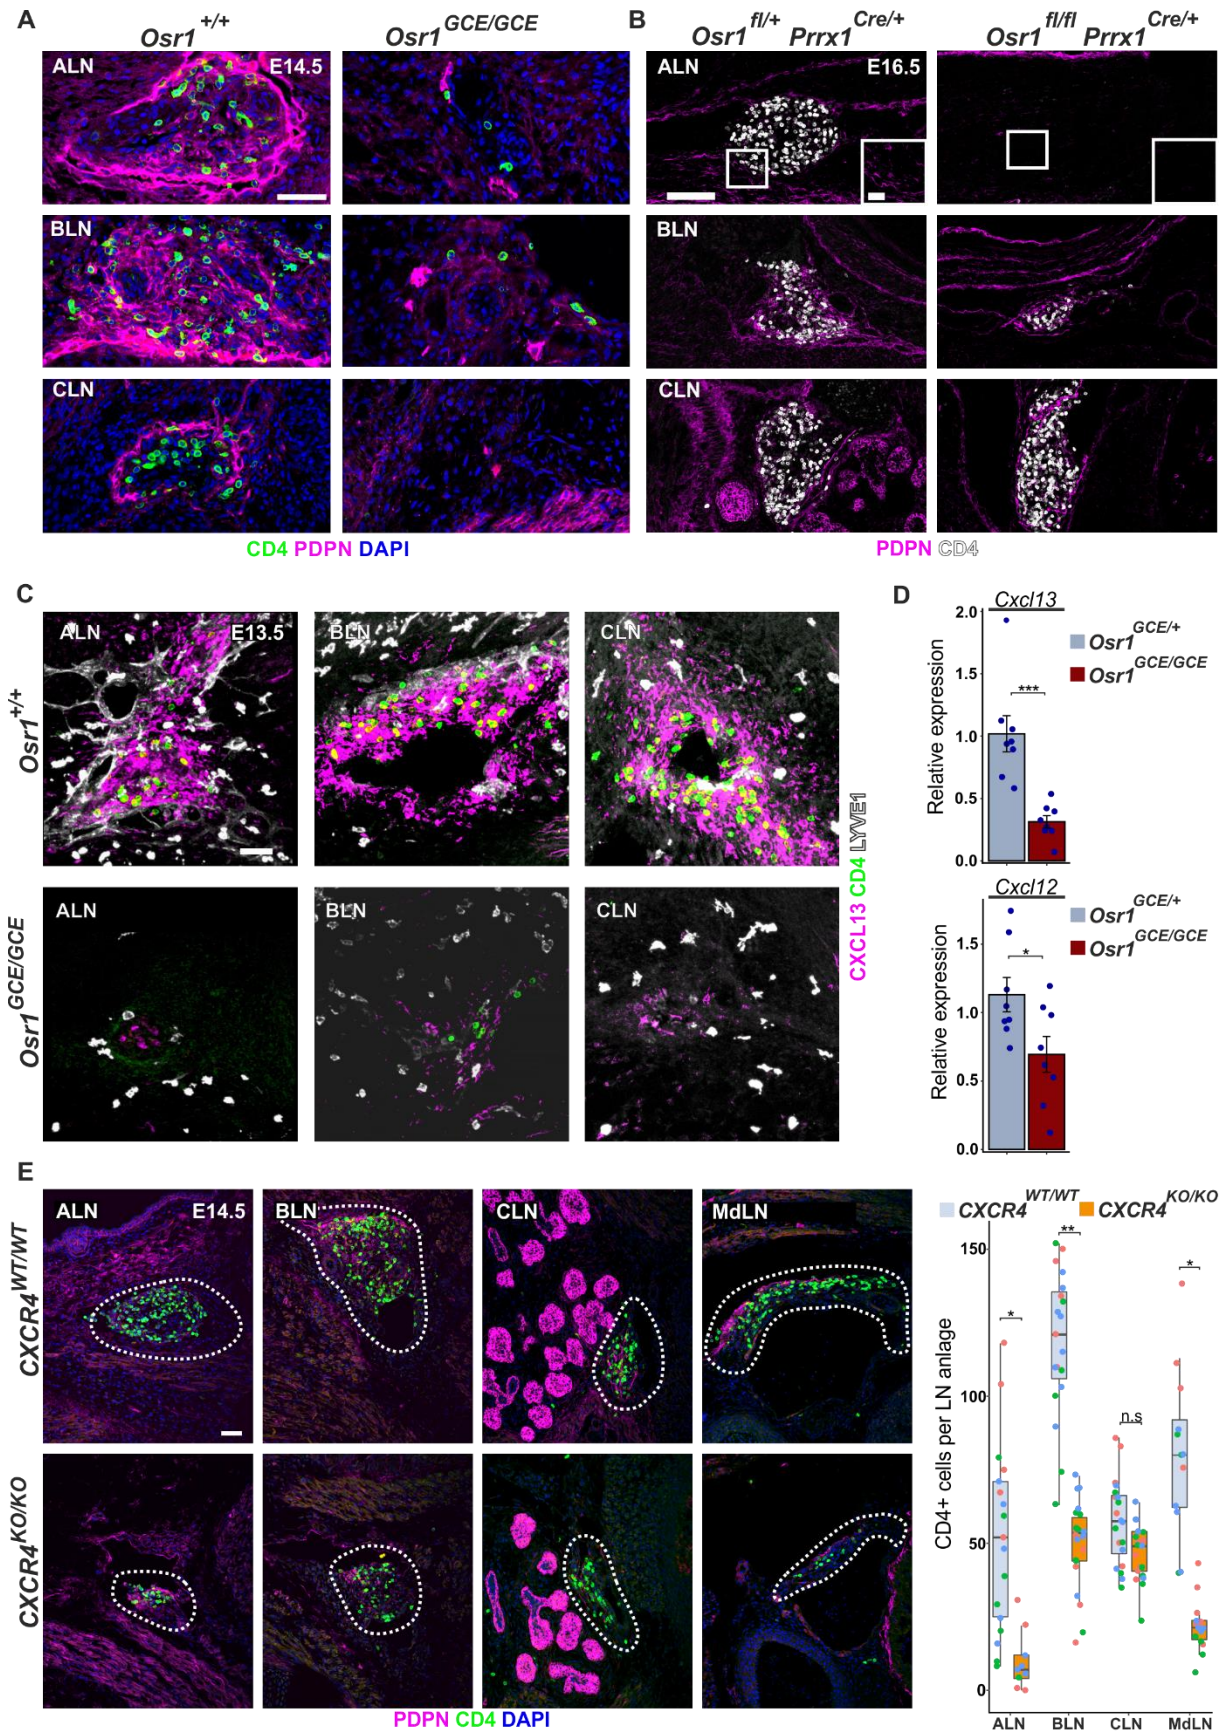 A
Osr1+/+
Osr1GCE/GCE
ALN
E14.5
BLN
CLN
CD4 PDPN DAPI
B
Osr1fl/+ Prrx1Cre/+
Osr1fl/fl Prrx1Cre/+
ALN
E16.5
BLN
CLN
PDPN CD4
C
Osr1+/+
ALN
E13.5
BLN
CLN
Osr1GCE/GCE
ALN
BLN
CLN
CXCL13 CD4 LYVE1
D
Cxcl13
2.0
1.5
1.0
0.5
0.0
Relative expression
***
Osr1GCE/+
Osr1GCE/GCE
Cxcl12
1.5
1.0
0.5
0.0
Relative expression
*
Osr1GCE/+
Osr1GCE/GCE
E
CXCR4WT/WT
ALN
E14.5
BLN
CLN
MdLN
CXCR4KO/KO
PDPN CD4 DAPI
CXCR4WT/WT
CXCR4KO/KO
CD4+ cells per LN anlage
150
100
50
0
*
**
n.s
*
ALN
BLN
CLN
MdLN